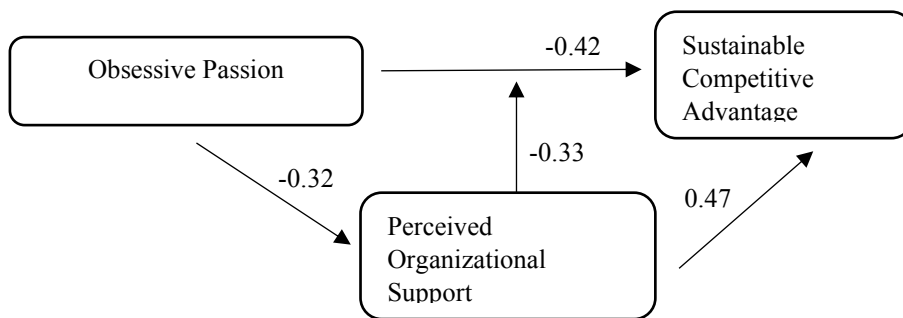 Obsessive Passion
-0.42
Sustainable
Competitive
Advantage
-0.32
-0.33
0.47
Perceived
Organizational
Support